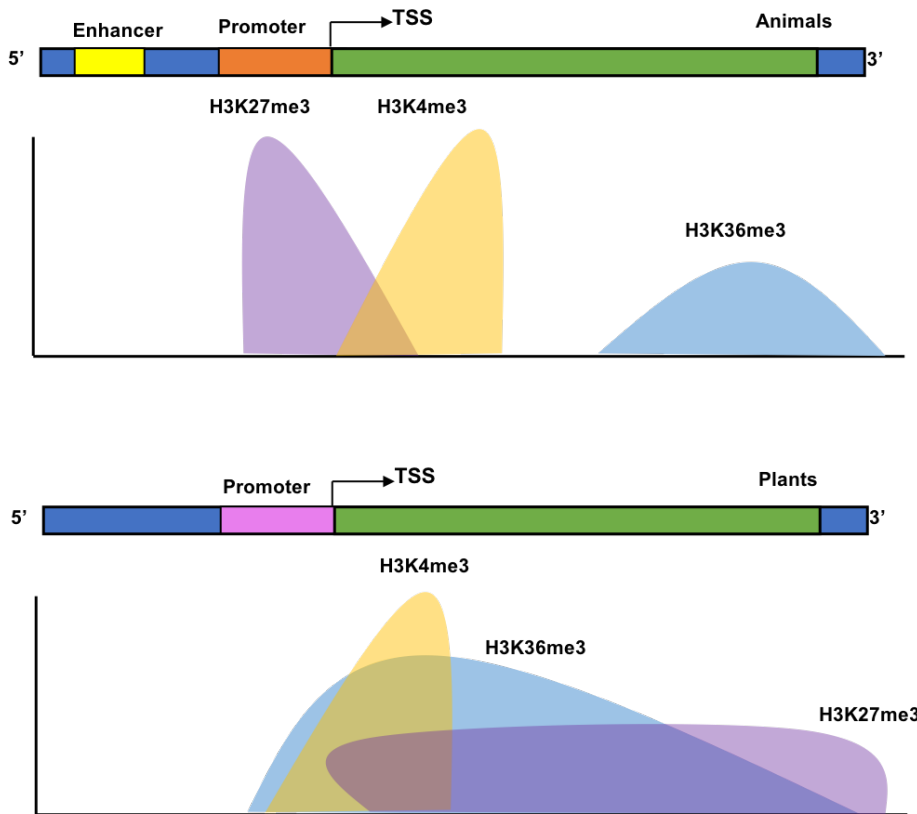 Enhancer Promoter TSS Animals
5’ 3’
H3K27me3 H3K4me3
H3K36me3
Promoter TSS Plants
5’ 3’
H3K4me3
H3K36me3
H3K27me3